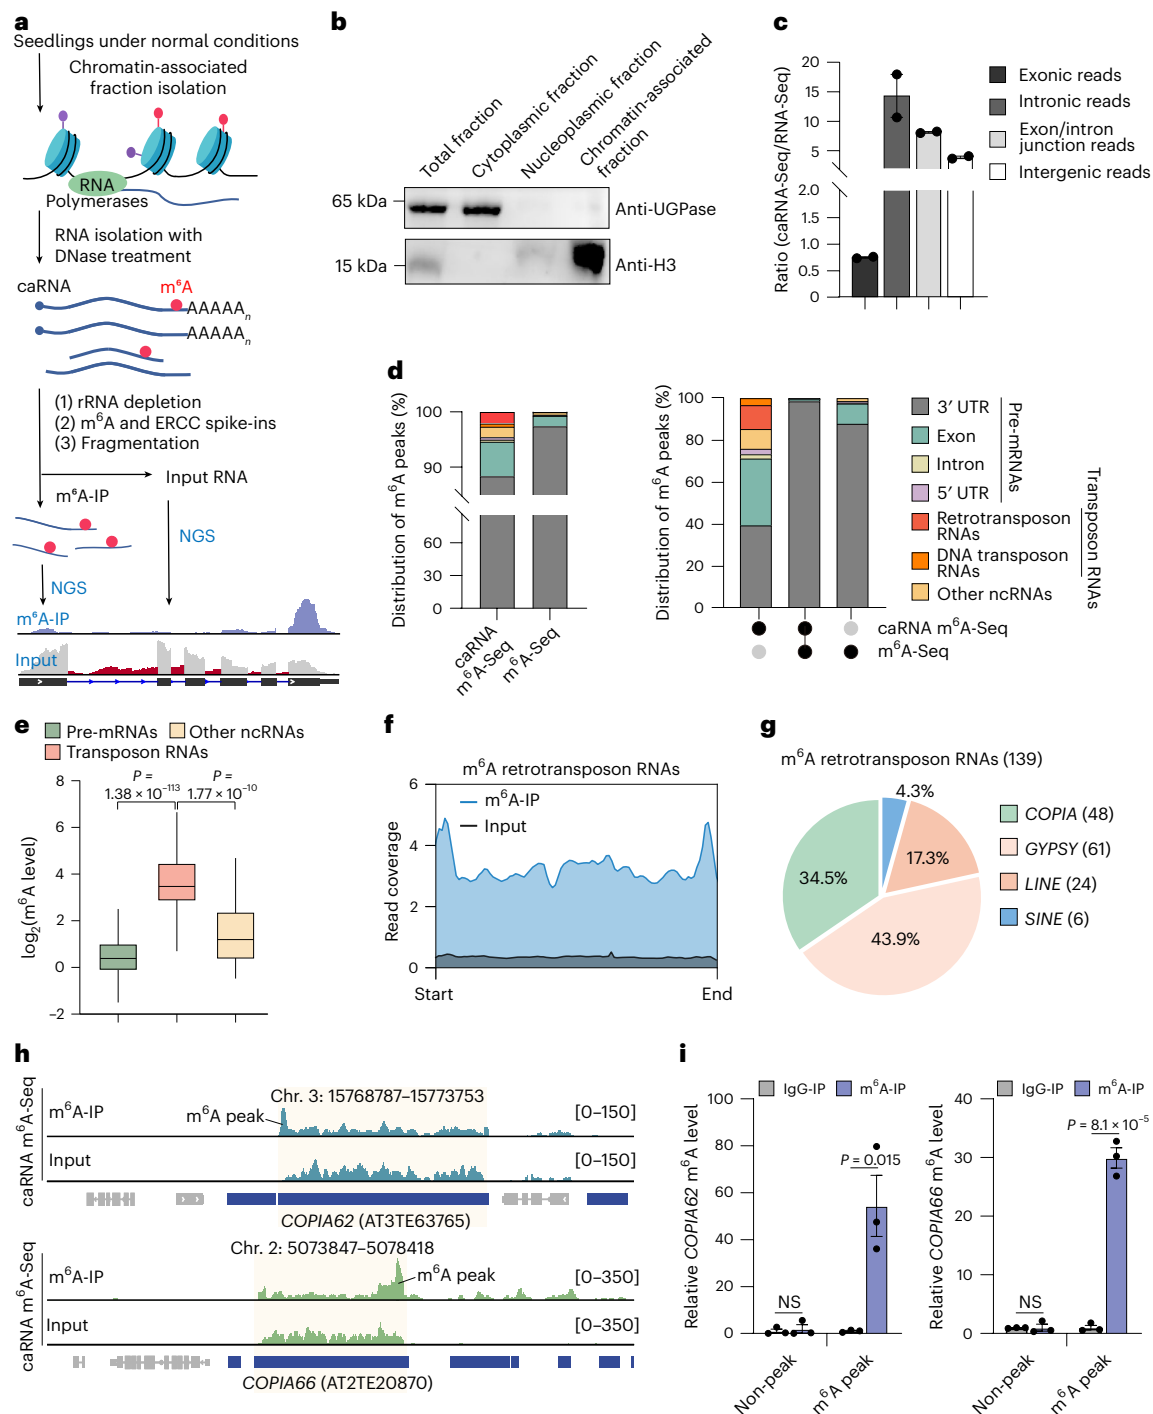 a
Seedlings under normal conditions
Chromatin-associated
fraction isolation
RNA
Polymerases
RNA isolation with
DNase treatment
caRNA
m⁶A
AAAAAₙ
AAAAAₙ
(1) rRNA depletion
(2) m⁶A and ERCC spike-ins
(3) Fragmentation
Input RNA
m⁶A-IP
NGS
NGS
m⁶A-IP
Input
b
Total fraction
Cytoplasmic fraction
Nucleoplasmic fraction
Chromatin-associated
fraction
65 kDa
Anti-UGPase
15 kDa
Anti-H3
c
Ratio (caRNA-Seq/RNA-Seq)
20
15
10
5
2.0
1.5
1.0
0.5
0
Exonic reads
Intronic reads
Exon/intron
junction reads
Intergenic reads
d
Distribution of m⁶A peaks (%)
100
90
60
30
0
caRNA
m⁶A-Seq
m⁶A-Seq
Distribution of m⁶A peaks (%)
100
80
60
40
20
0
caRNA m⁶A-Seq
m⁶A-Seq
3′ UTR
Exon
Intron
5′ UTR
Retrotransposon
RNAs
DNA transposon
RNAs
Other ncRNAs
Pre-mRNAs
Transposon RNAs
e
Pre-mRNAs
Other ncRNAs
Transposon RNAs
log₂(m⁶A level)
8
6
4
2
0
−2
P =
1.38 × 10⁻¹¹³
P =
1.77 × 10⁻¹⁰
f
m⁶A retrotransposon RNAs
Read coverage
6
4
2
0
m⁶A-IP
Input
Start
End
g
m⁶A retrotransposon RNAs (139)
4.3%
17.3%
34.5%
43.9%
COPIA (48)
GYPSY (61)
LINE (24)
SINE (6)
h
caRNA m⁶A-Seq
m⁶A-IP
Chr. 3: 15768787–15773753
m⁶A peak
[0–150]
Input
[0–150]
COPIA62 (AT3TE63765)
caRNA m⁶A-Seq
Chr. 2: 5073847–5078418
m⁶A-IP
m⁶A peak
[0–350]
Input
[0–350]
COPIA66 (AT2TE20870)
i
IgG-IP
m⁶A-IP
Relative COPIA62 m⁶A level
100
80
60
40
20
0
P = 0.015
NS
Non-peak
m⁶A peak
IgG-IP
m⁶A-IP
Relative COPIA66 m⁶A level
40
30
20
10
0
P = 8.1 × 10⁻⁵
NS
Non-peak
m⁶A peak